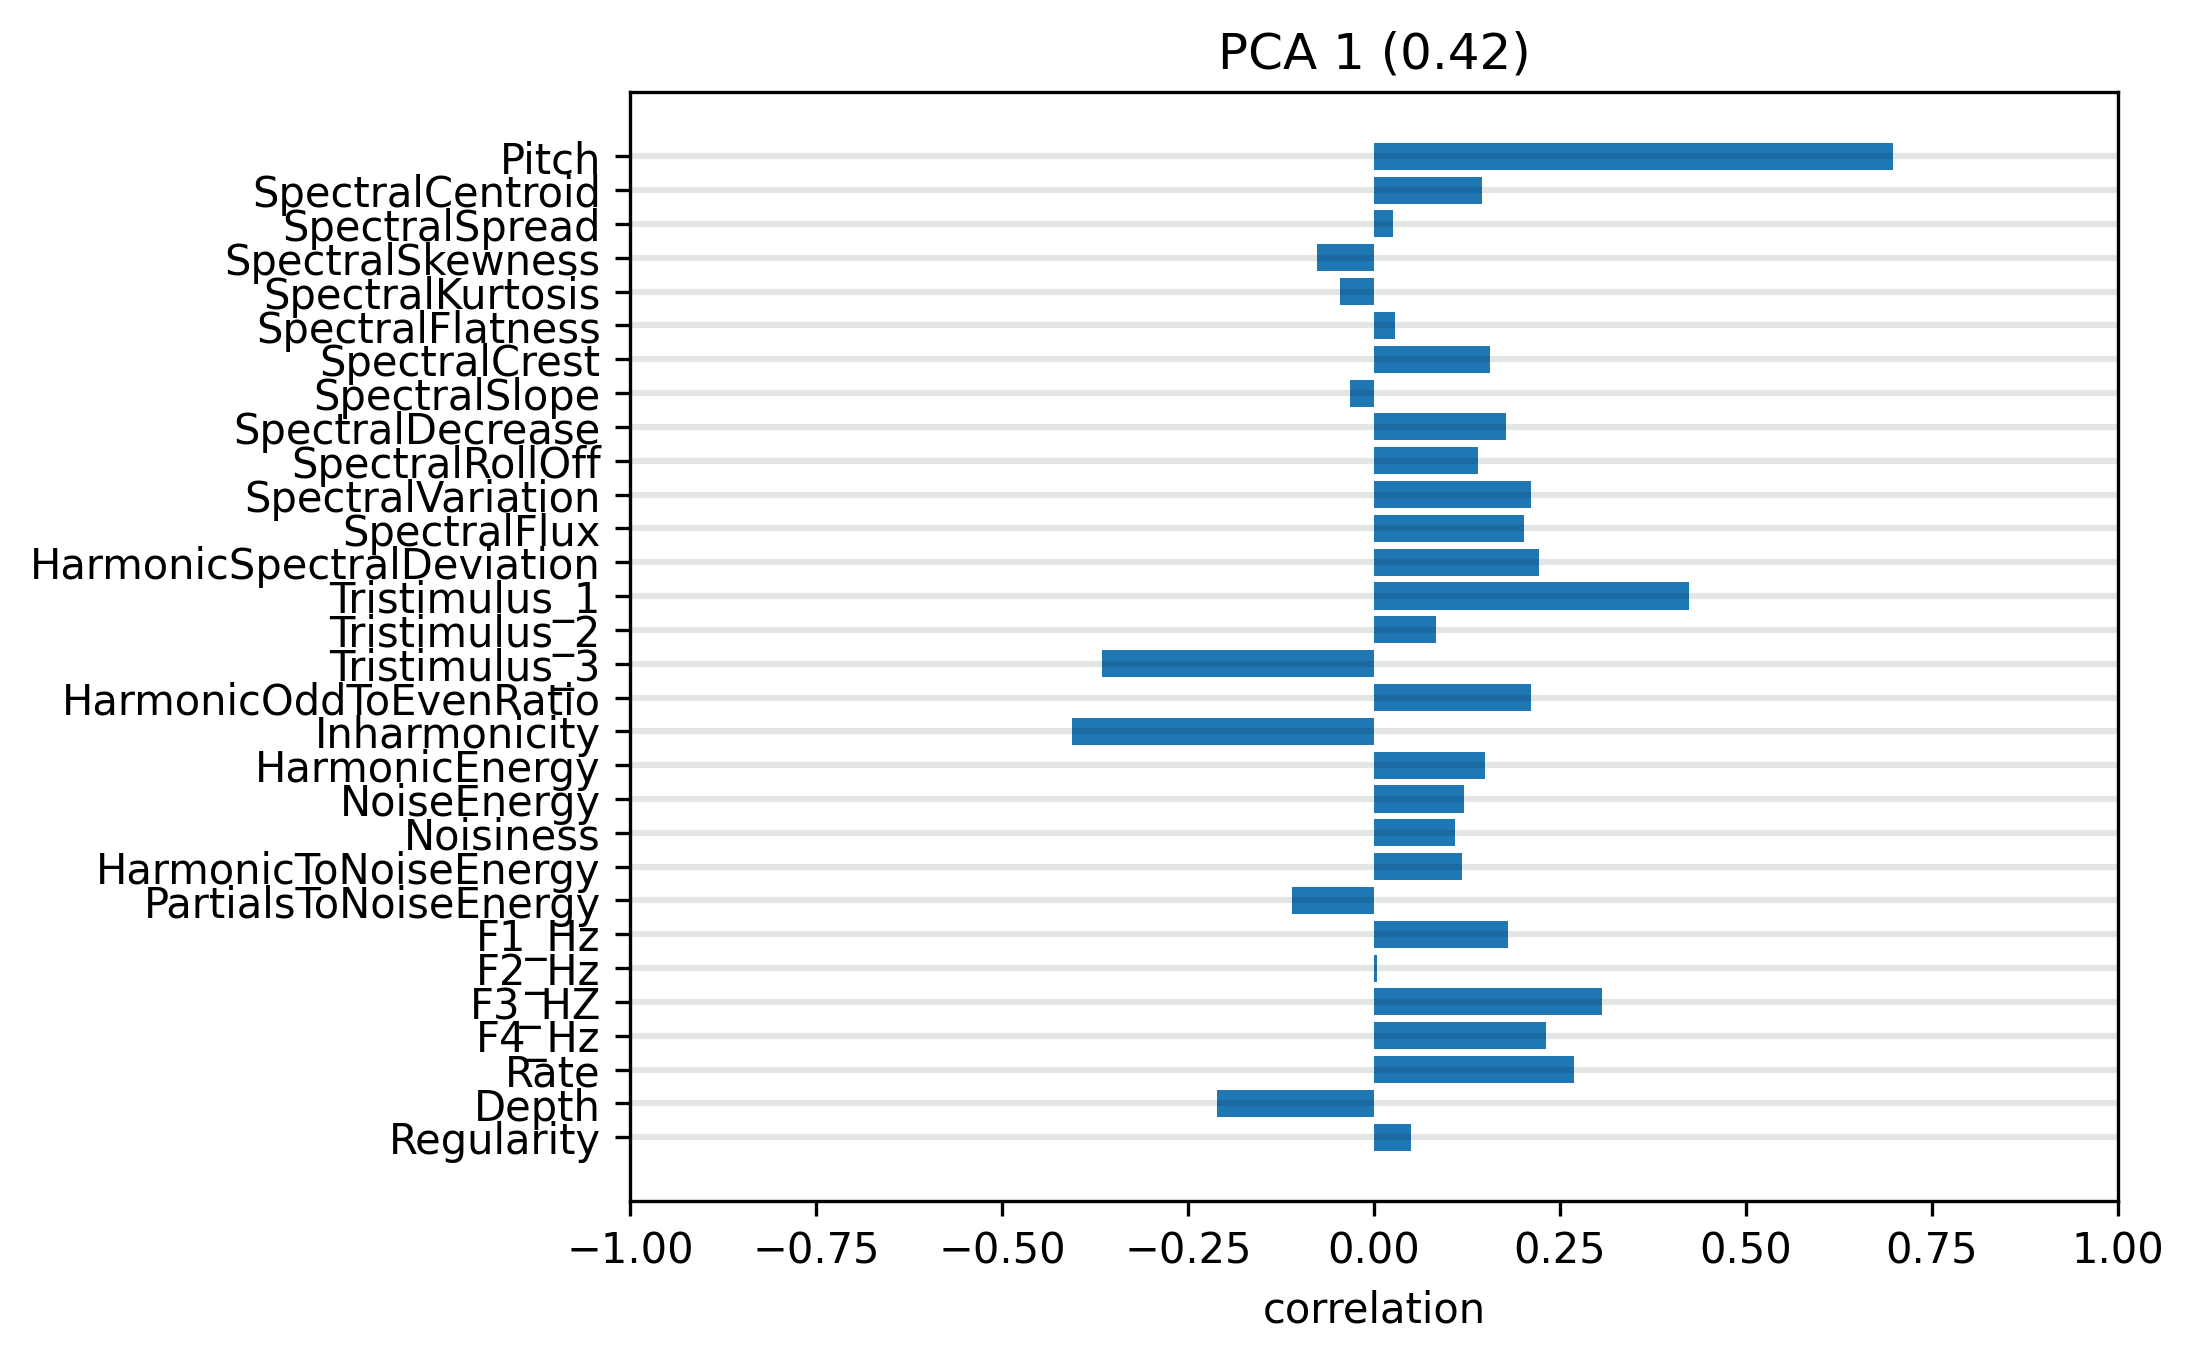 PCA 1 (0.42)
Pitch
SpectralCentroid
SpectralSpread
SpectralSkewness
SpectralKurtosis
SpectralFlatness
SpectralCrest
SpectralSlope
SpectralDecrease
SpectralRollOff
SpectralVariation
SpectralFlux
HarmonicSpectralDeviation
Tristimulus_1
Tristimulus_2
Tristimulus_3
HarmonicOddToEvenRatio
Inharmonicity
HarmonicEnergy
NoiseEnergy
Noisiness
HarmonicToNoiseEnergy
PartialsToNoiseEnergy
F1_Hz
F2_Hz
F3_HZ
F4_Hz
Rate
Depth
Regularity
−1.00 −0.75 −0.50 −0.25 0.00 0.25 0.50 0.75 1.00
correlation